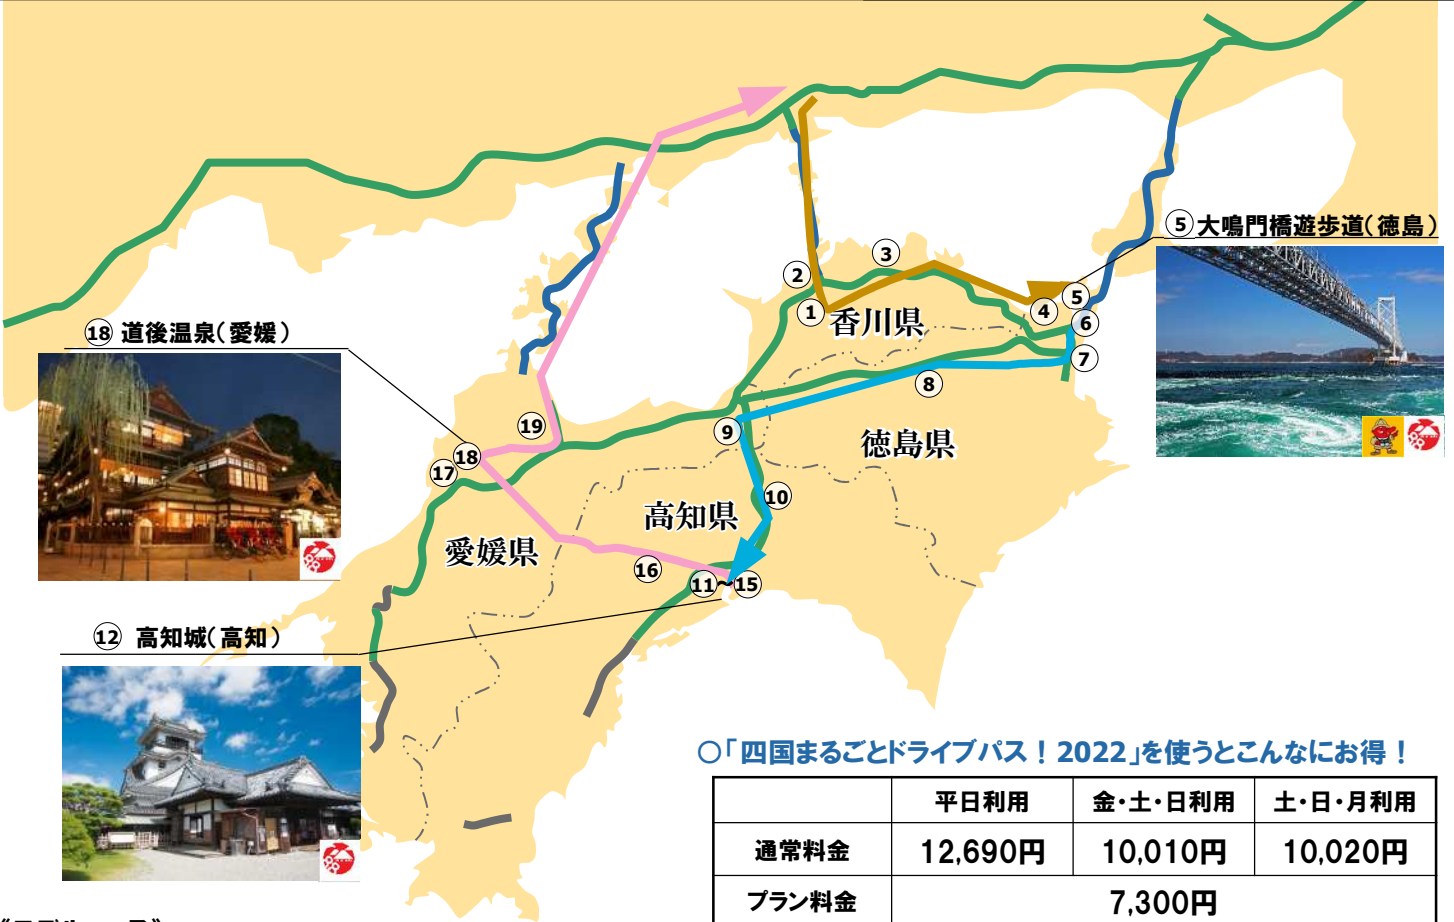 ⑤大鳴門橋遊歩道(徳島)
③
②
⑤
①
香川県
④
⑥
⑱ 道後温泉(愛媛)
⑦
⑧
⑲
⑨
徳島県
⑱
⑰
⑩
高知県
愛媛県
⑯
⑪~⑮
⑫ 高知城(高知)
○「四国まるごとドライブパス!2022」を使うとこんなにお得!
平日利用 金・土・日利用 土・日・月利用
通常料金 12,690円 10,010円 10,020円
プラン料金 7,300円